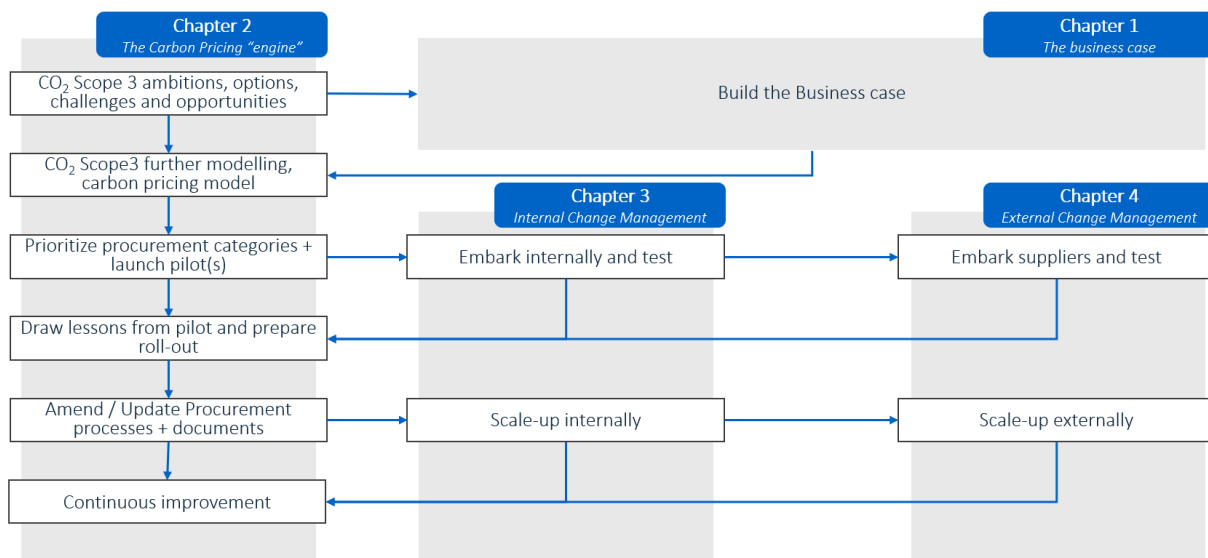 Chapter 2
The Carbon Pricing “engine”
Chapter 1
The business case
CO₂ Scope 3 ambitions, options,
challenges and opportunities
Build the Business case
CO₂ Scope3 further modelling,
carbon pricing model
Chapter 3
Internal Change Management
Chapter 4
External Change Management
Prioritize procurement categories +
launch pilot(s)
Embark internally and test
Embark suppliers and test
Draw lessons from pilot and prepare
roll-out
Amend / Update Procurement
processes + documents
Scale-up internally
Scale-up externally
Continuous improvement